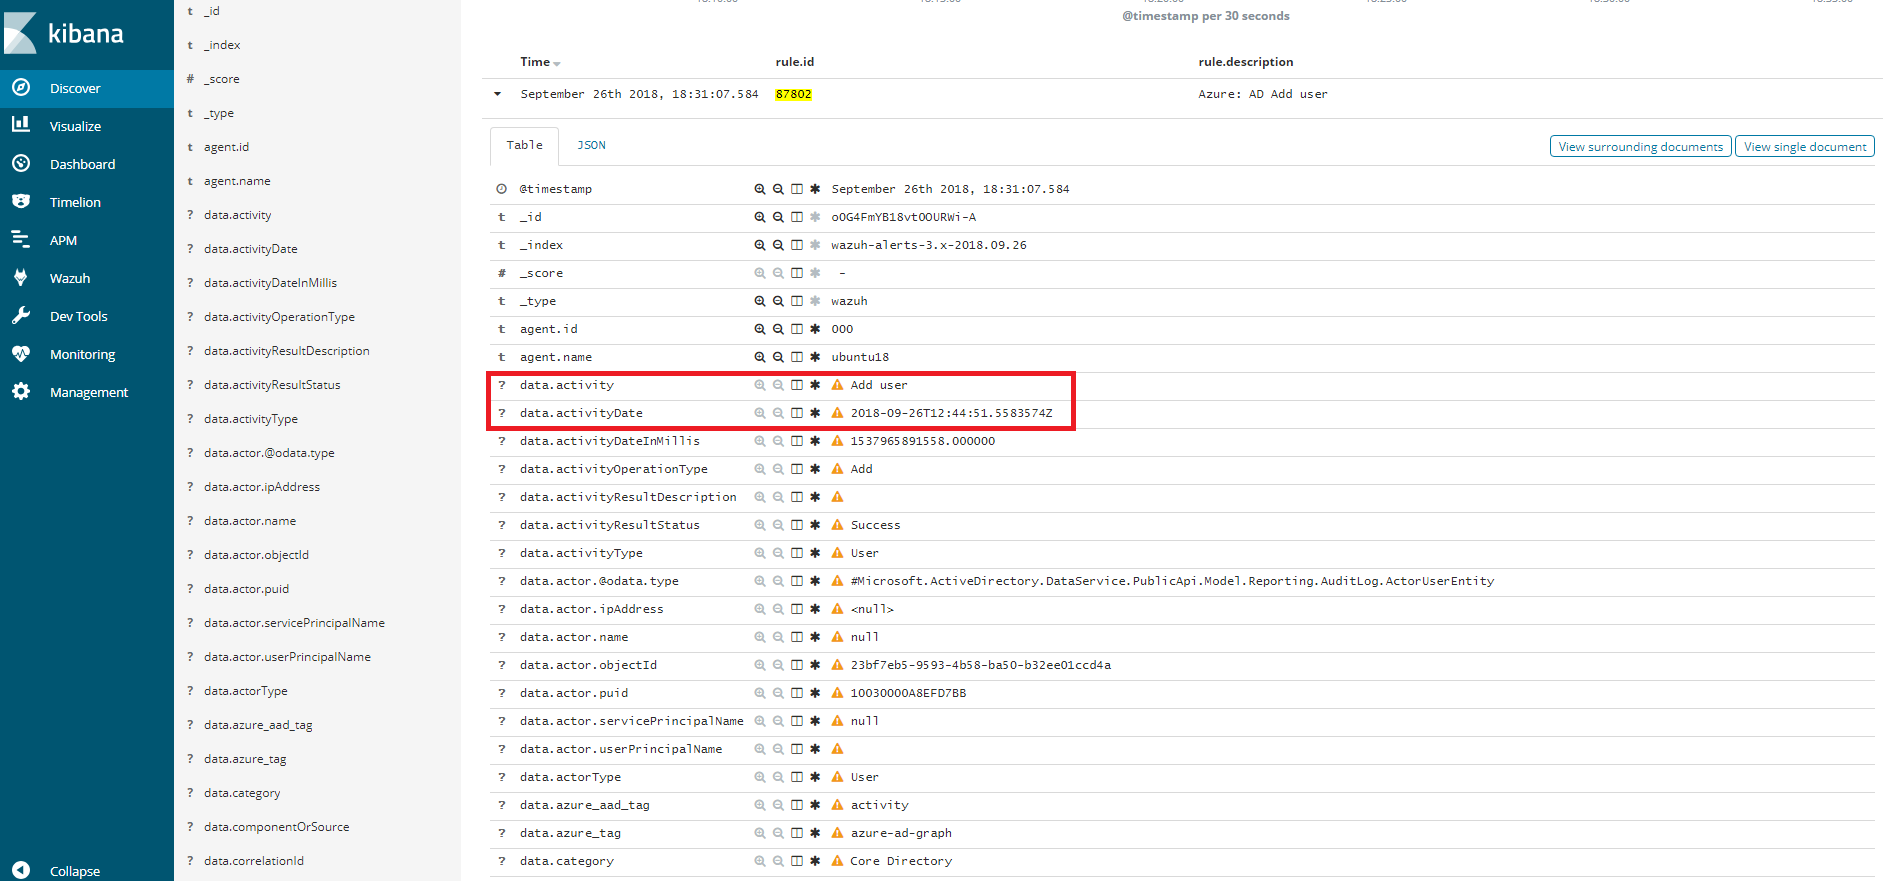 kibana
Discover
Visualize
Dashboard
Timelion
APM
Wazuh
Dev Tools
Monitoring
Management
Collapse
t _id
t _index
# _score
t _type
t agent.id
t agent.name
? data.activity
? data.activityDate
? data.activityDateInMillis
? data.activityOperationType
? data.activityResultDescription
? data.activityResultStatus
? data.activityType
? data.actor.@odata.type
? data.actor.ipAddress
? data.actor.name
? data.actor.objectId
? data.actor.puid
? data.actor.servicePrincipalName
? data.actor.userPrincipalName
? data.actorType
? data.azure_aad_tag
? data.azure_tag
? data.category
? data.componentOrSource
? data.correlationId
@timestamp per 30 seconds
Time rule.id rule.description
September 26th 2018, 18:31:07.584 87802 Azure: AD Add user
Table JSON View surrounding documents View single document
@timestamp September 26th 2018, 18:31:07.584
t _id oOG4FmYB18vtOOURWi-A
t _index wazuh-alerts-3.x-2018.09.26
# _score -
t _type wazuh
t agent.id 000
t agent.name ubuntu18
? data.activity Add user
? data.activityDate 2018-09-26T12:44:51.5583574Z
? data.activityDateInMillis 1537965891558.000000
? data.activityOperationType Add
? data.activityResultDescription
? data.activityResultStatus Success
? data.activityType User
? data.actor.@odata.type #Microsoft.ActiveDirectory.DataService.PublicApi.Model.Reporting.AuditLog.ActorUserEntity
? data.actor.ipAddress <null>
? data.actor.name null
? data.actor.objectId 23bf7eb5-9593-4b58-ba50-b32ee01ccd4a
? data.actor.puid 10030000A8EFD7BB
? data.actor.servicePrincipalName null
? data.actor.userPrincipalName
? data.actorType User
? data.azure_aad_tag activity
? data.azure_tag azure-ad-graph
? data.category Core Directory